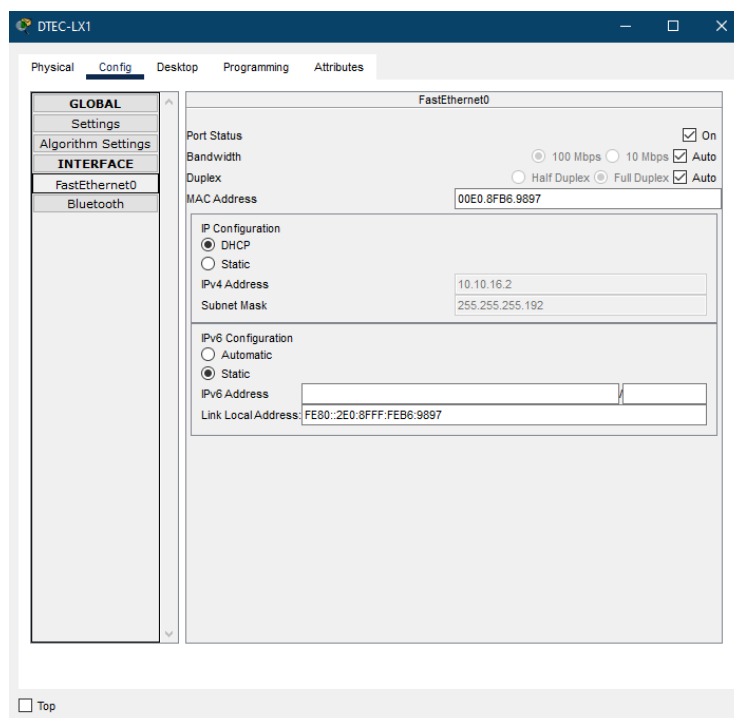 DTEC-LX1
Physical Config Desktop Programming Attributes
GLOBAL
Settings
Algorithm Settings
INTERFACE
FastEthernet0
Bluetooth
FastEthernet0
Port Status On
Bandwidth 100 Mbps 10 Mbps Auto
Duplex Half Duplex Full Duplex Auto
MAC Address 00E0.8FB6.9897
IP Configuration
DHCP
Static
IPv4 Address 10.10.16.2
Subnet Mask 255.255.255.192
IPv6 Configuration
Automatic
Static
IPv6 Address /
Link Local Address: FE80::2E0:8FFF:FEB6:9897
Top